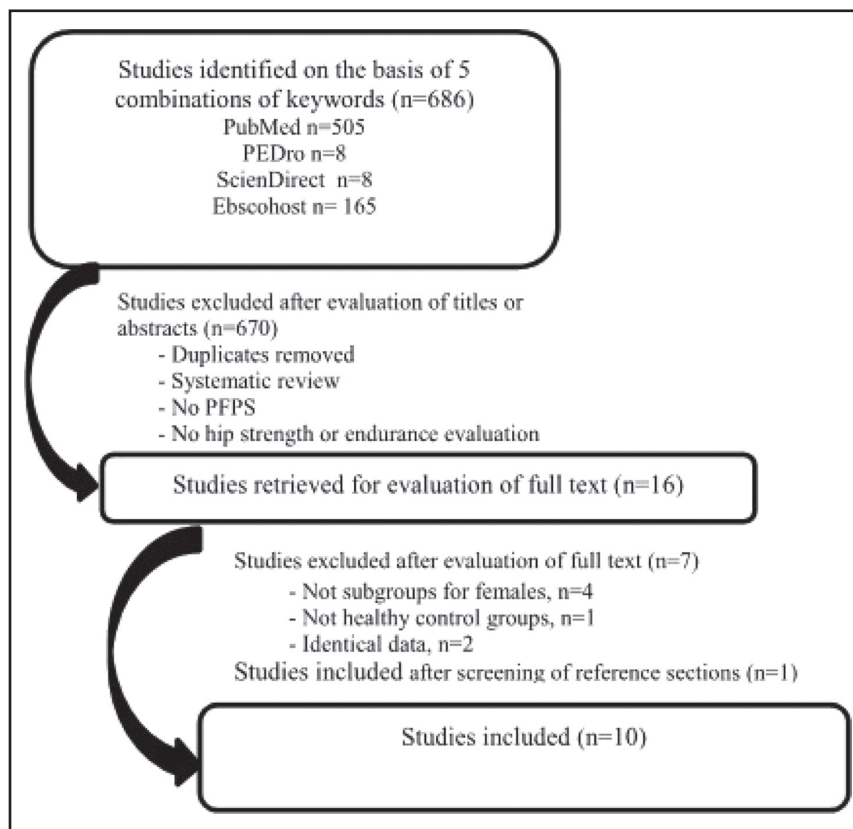 Studies identified on the basis of 5
combinations of keywords (n=686)
PubMed n=505
PEDro n=8
ScienDirect n=8
Ebscohost n= 165
Studies excluded after evaluation of titles or
abstracts (n=670)
- Duplicates removed
- Systematic review
- No PFPS
- No hip strength or endurance evaluation
Studies retrieved for evaluation of full text (n=16)
Studies excluded after evaluation of full text (n=7)
- Not subgroups for females, n=4
- Not healthy control groups, n=1
- Identical data, n=2
Studies included after screening of reference sections (n=1)
Studies included (n=10)